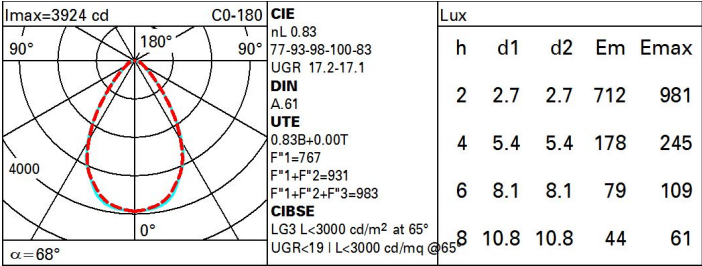 Imax=3924 cd C0-180
90° 180° 90°
4000
0°
α=68°
CIE
nL 0.83
77-93-98-100-83
UGR 17.2-17.1
DIN
A.61
UTE
0.83B+0.00T
F"1=767
F"1+F"2=931
F"1+F"2+F"3=983
CIBSE
LG3 L<3000 cd/m² at 65°
UGR<19 | L<3000 cd/mq @65°
Lux
h d1 d2 Em Emax
2 2.7 2.7 712 981
4 5.4 5.4 178 245
6 8.1 8.1 79 109
8 10.8 10.8 44 61